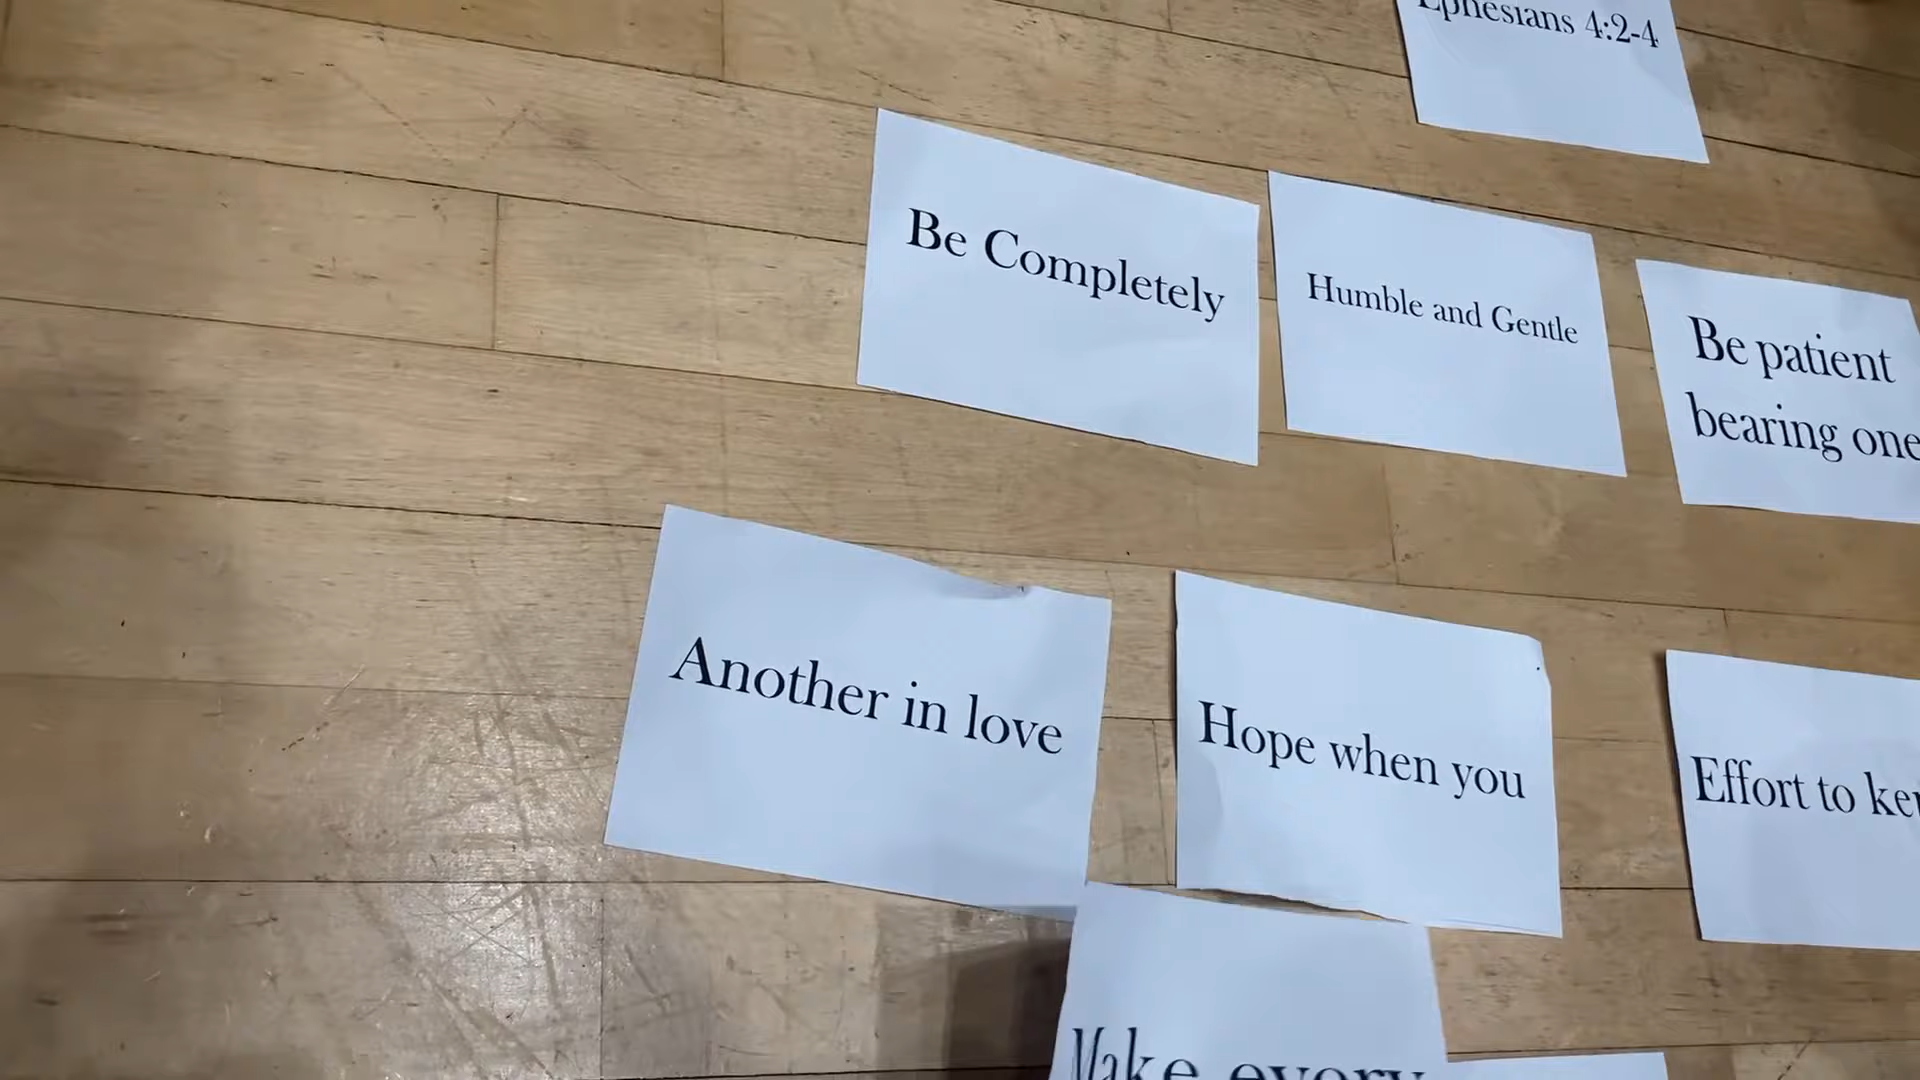 Ephesians 4:2-4
Be Completely
Humble and Gentle
Be patient
bearing one
Another in love
Hope when you
Effort to
Make every